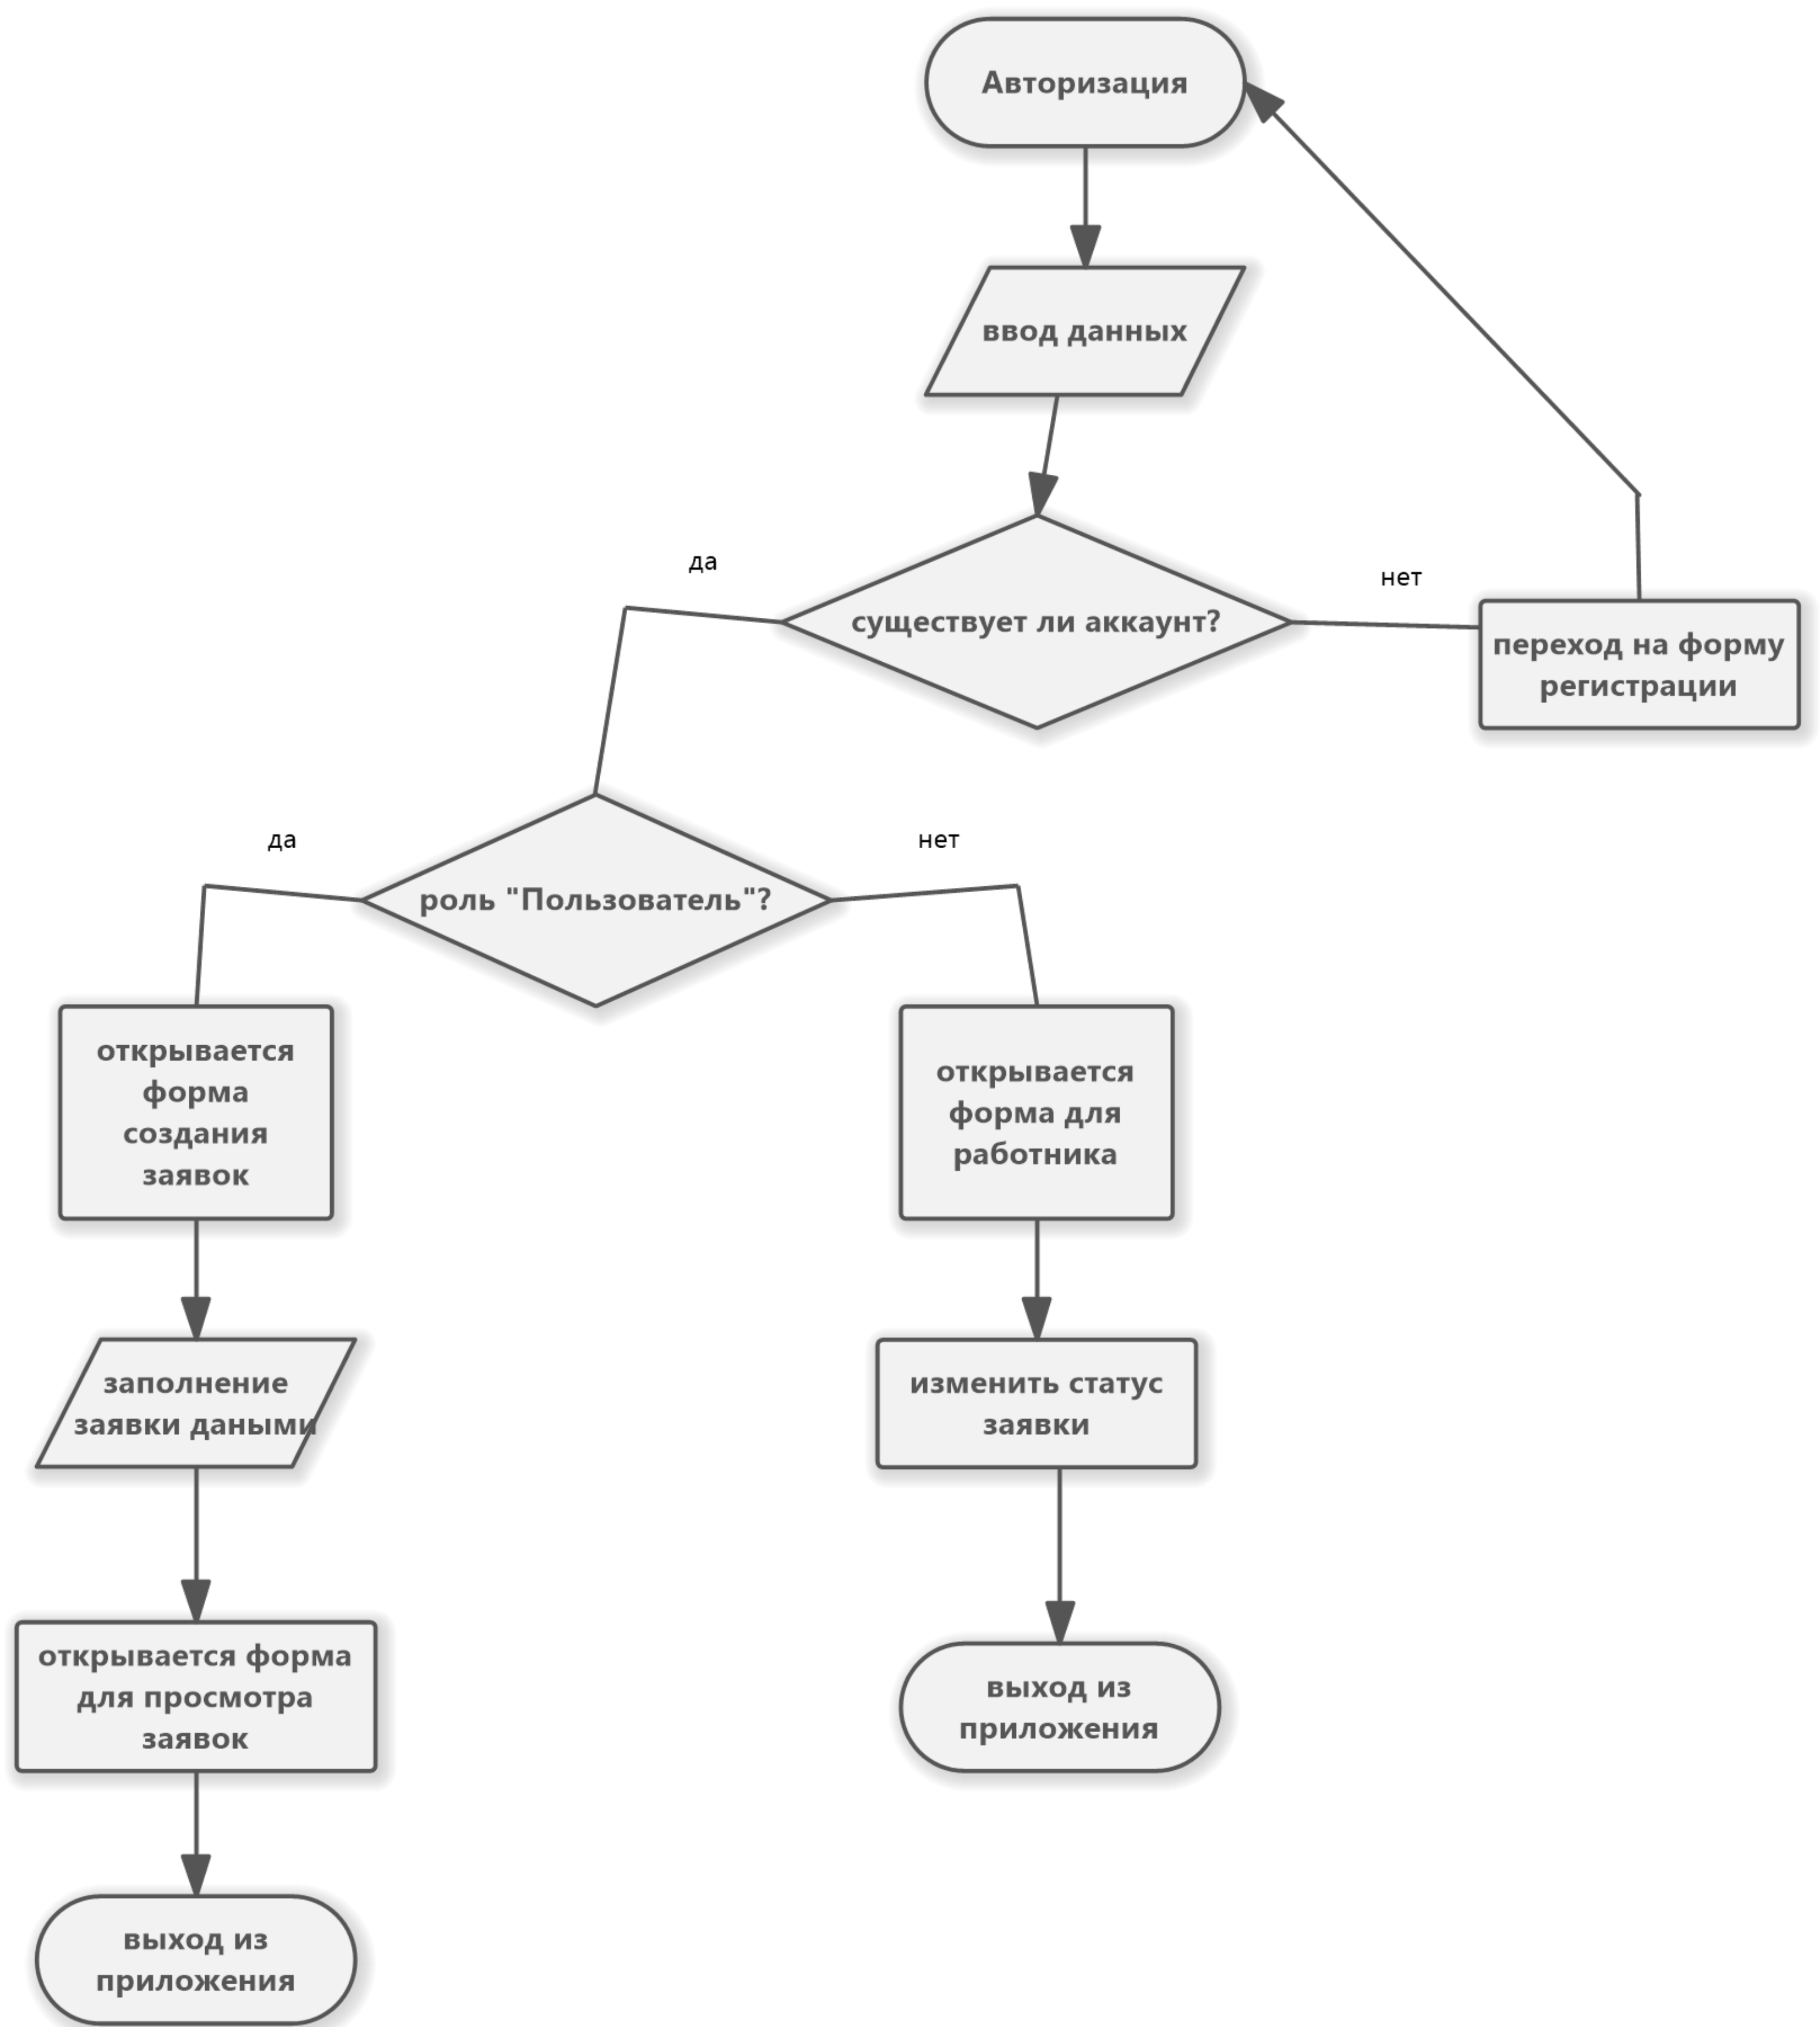 Авторизация
ввод данных
да
нет
существует ли аккаунт?
переход на форму
регистрации
да
нет
роль "Пользователь"?
открывается
форма
создания
заявок
открывается
форма для
работника
заполнение
заявки даными
изменить статус
заявки
открывается форма
для просмотра
заявок
выход из
приложения
выход из
приложения